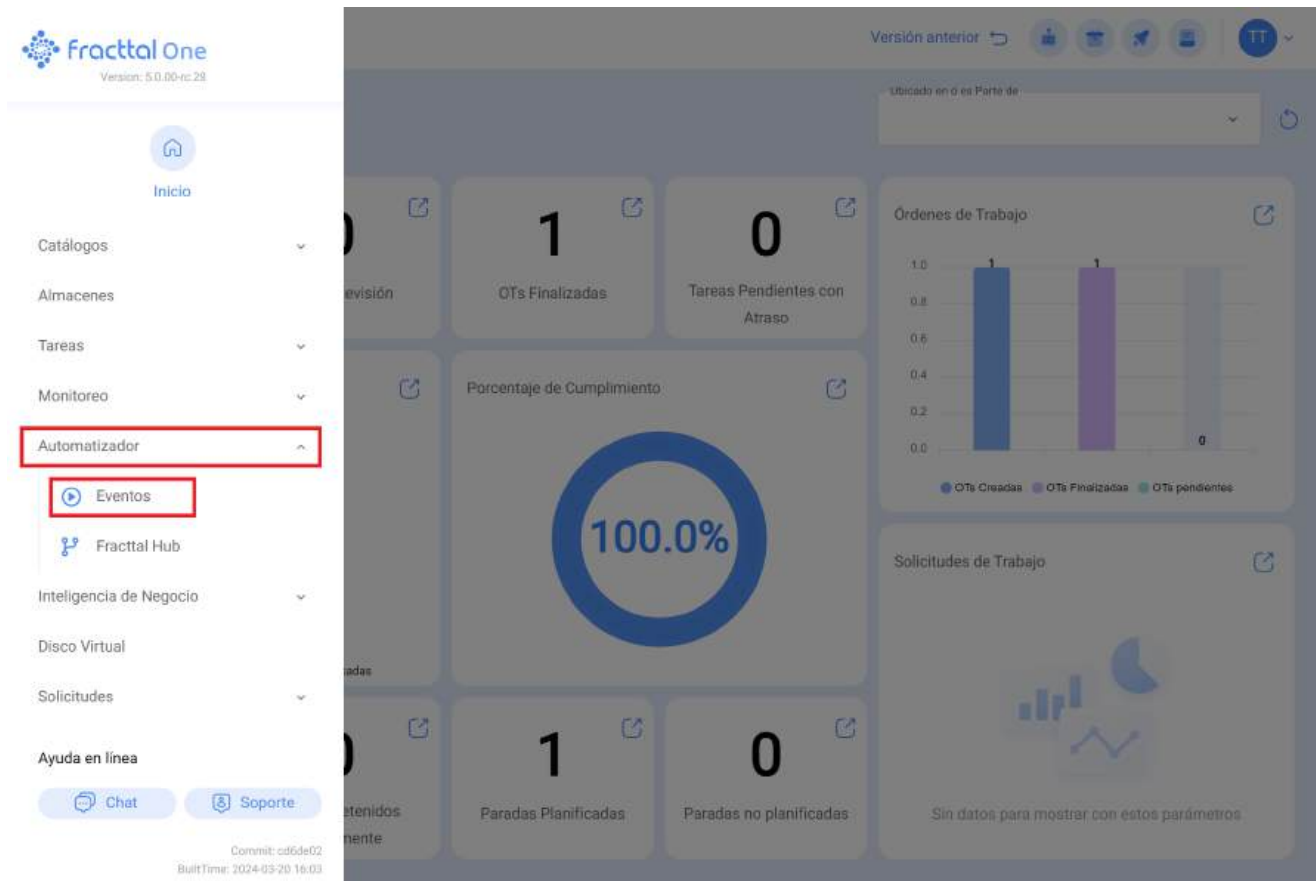 Fracttal One
Version: 5.0.00-rc.28
Inicio
Catálogos
Almacenes
Tareas
Monitoreo
Automatizador
Eventos
Fracttal Hub
Inteligencia de Negocio
Disco Virtual
Solicitudes
Ayuda en línea
Chat
Soporte
Commit: cd6de02
BuiltTime: 2024-03-20 16:03
Versión anterior
TT
Ubicado en ó es Parte de
1
OTs Finalizadas
0
Tareas Pendientes con
Atraso
Órdenes de Trabajo
1.0
0.8
0.6
0.4
0.2
0.0
1
1
0
OTs Creadas
OTs Finalizadas
OTs pendientes
Porcentaje de Cumplimiento
100.0%
Solicitudes de Trabajo
Sin datos para mostrar con estos parámetros
1
Paradas Planificadas
0
Paradas no planificadas